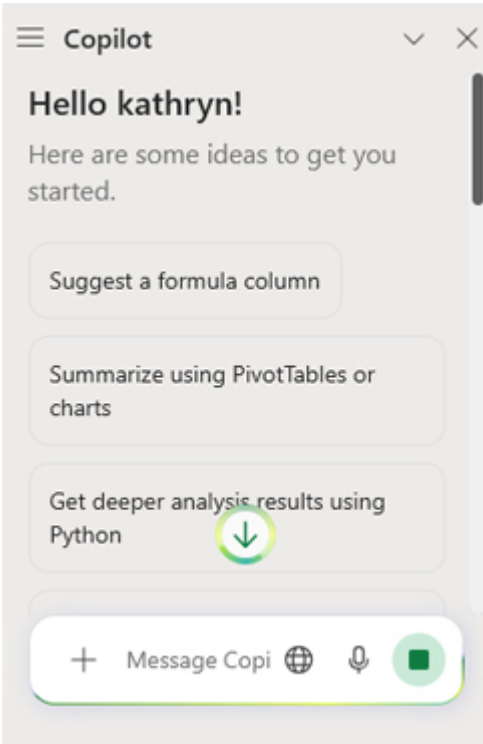 Copilot
Hello kathryn!
Here are some ideas to get you
started.
Suggest a formula column
Summarize using PivotTables or
charts
Get deeper analysis results using
Python
Message Copi